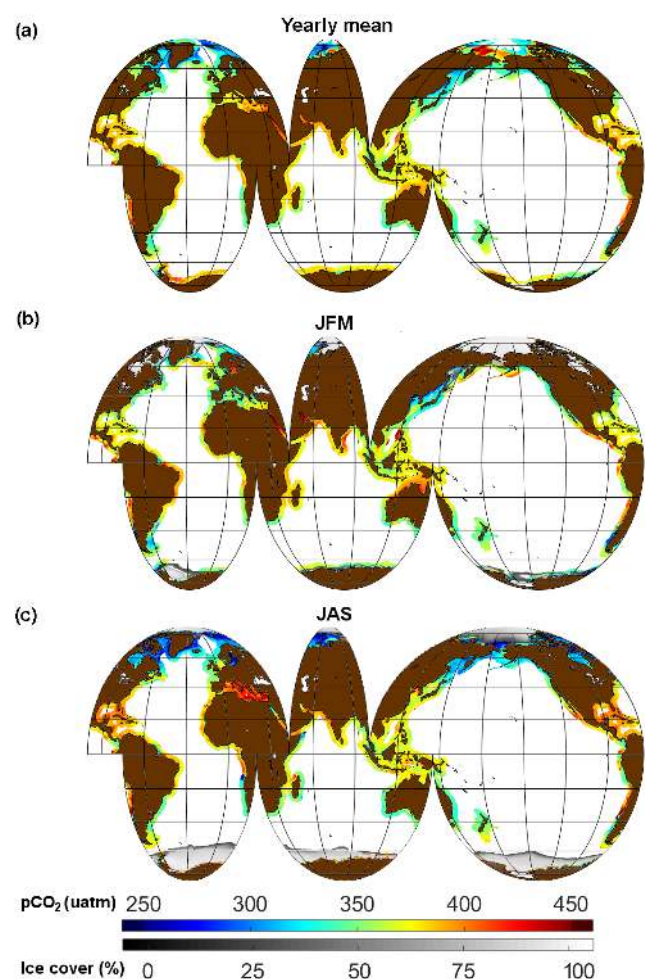 (a)
Yearly mean
(b)
JFM
(c)
JAS
pCO₂ (uatm)
250 300 350 400 450
Ice cover (%)
0 25 50 75 100